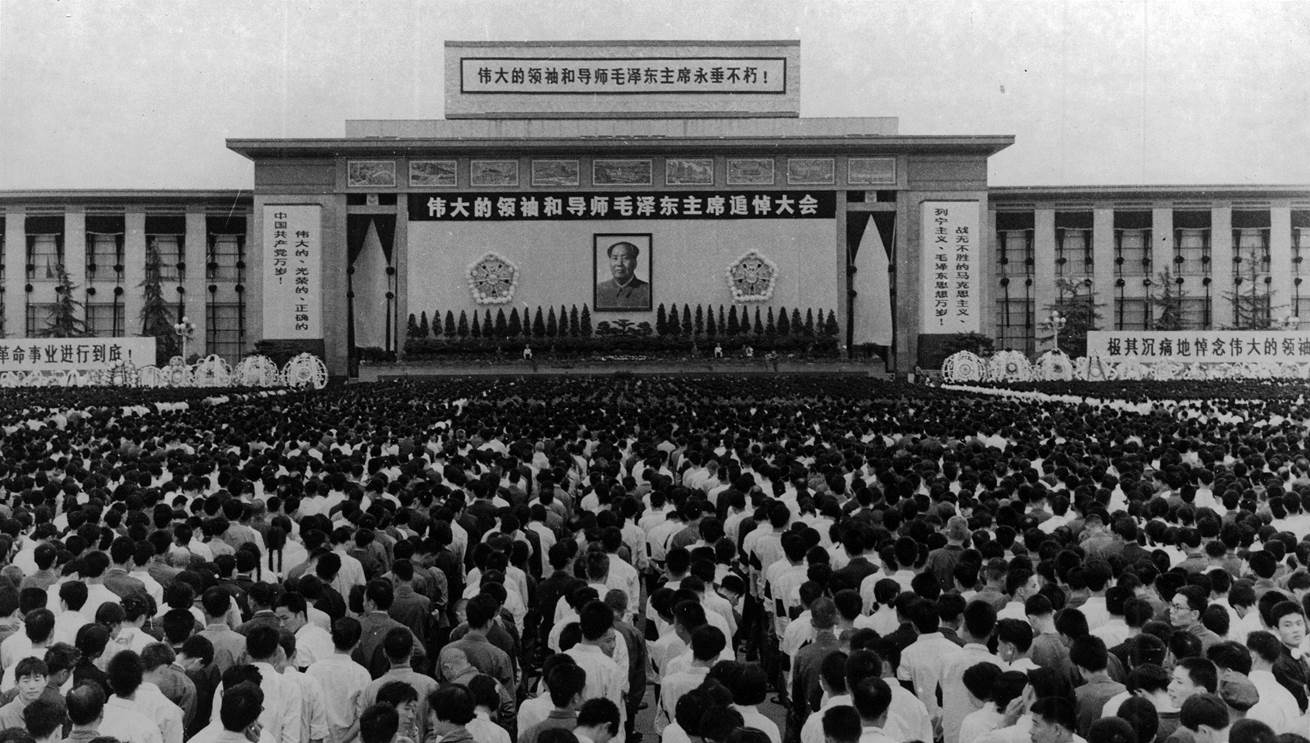 伟大的领袖和导师毛泽东主席永垂不朽!
伟大的领袖和导师毛泽东主席追悼大会
伟大的、光荣的、正确的
中国共产党万岁!
战无不胜的马克思主义、
列宁主义、毛泽东思想万岁!
革命事业进行到底!
极其沉痛地悼念伟大的领袖